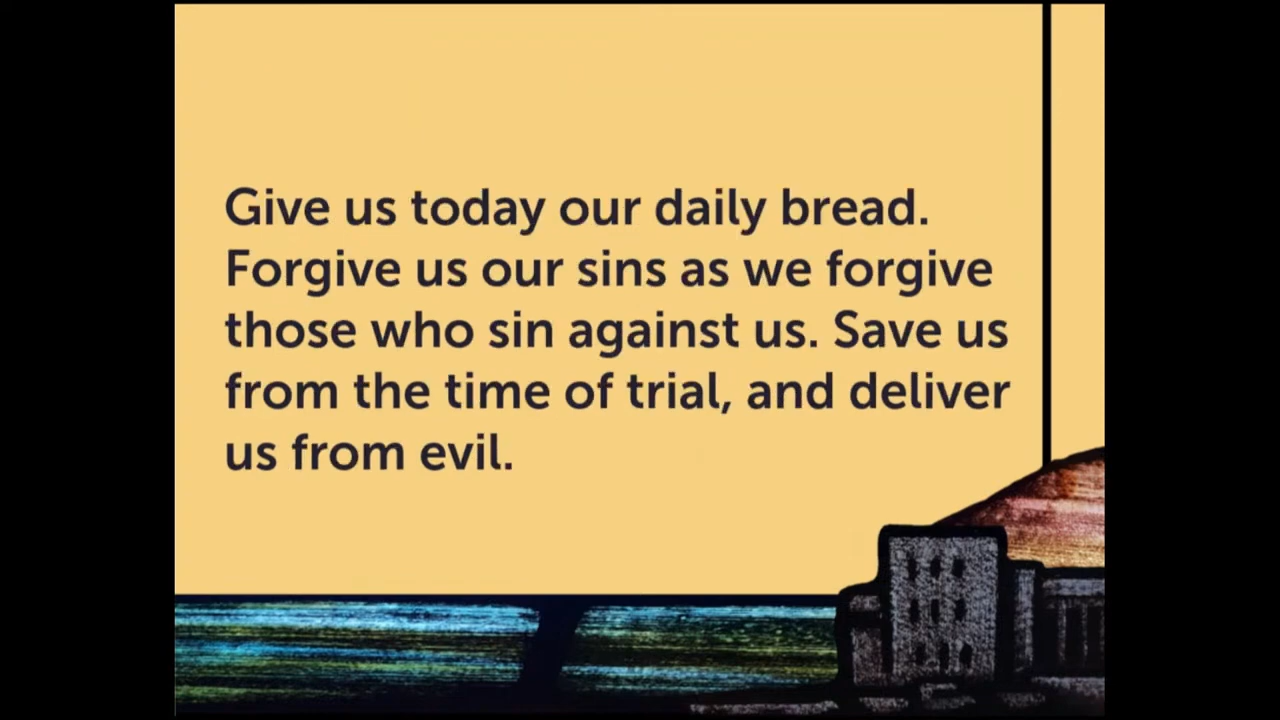 Give us today our daily bread.
Forgive us our sins as we forgive
those who sin against us. Save us
from the time of trial, and deliver
us from evil.